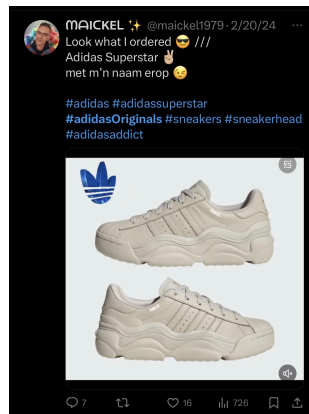 MAICKEL ✨ @maickel1979 · 2/20/24 ···
Look what I ordered 😎 ///
Adidas Superstar ✌🏻
met m’n naam erop 😉
#adidas #adidassuperstar
#adidasOriginals #sneakers #sneakerhead
#adidasaddict
7 16 726